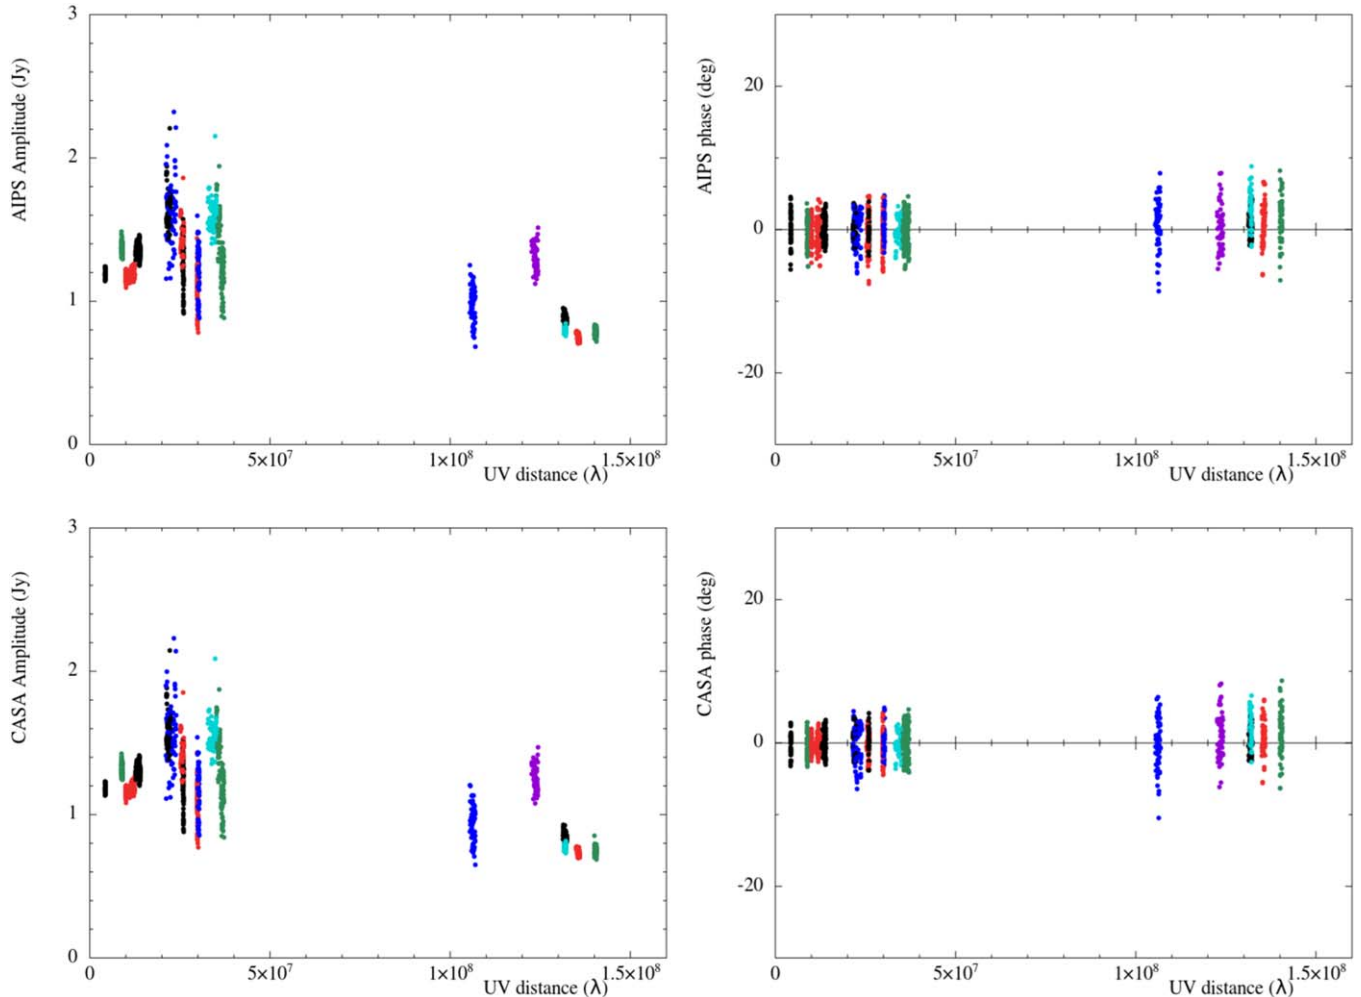 3
2
1
0
AIPS Amplitude (Jy)
0 5×10⁷ 1×10⁸ 1.5×10⁸
UV distance (λ)
20
0
-20
AIPS phase (deg)
0 5×10⁷ 1×10⁸ 1.5×10⁸
UV distance (λ)
3
2
1
0
CASA Amplitude (Jy)
0 5×10⁷ 1×10⁸ 1.5×10⁸
UV distance (λ)
20
0
-20
CASA phase (deg)
0 5×10⁷ 1×10⁸ 1.5×10⁸
UV distance (λ)